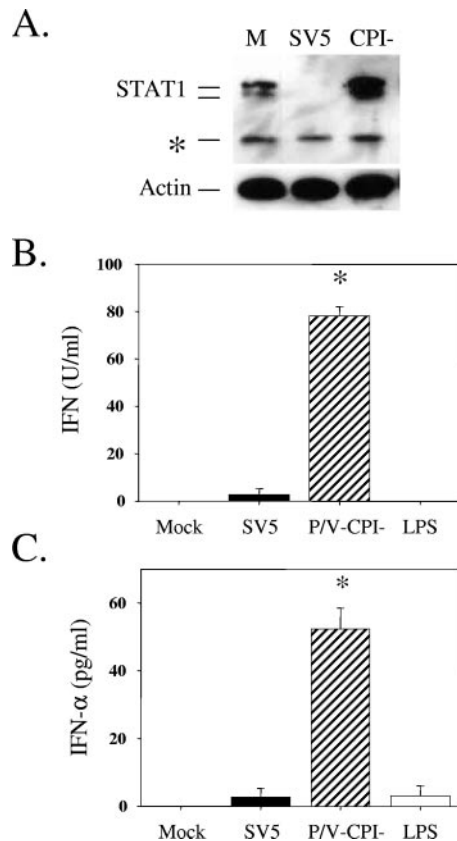 A.
M SV5 CPI-
STAT1
*
Actin
B.
100
80
60
40
20
0
IFN (U/ml)
*
Mock SV5 P/V-CPI- LPS
C.
60
40
20
0
IFN-α (pg/ml)
*
Mock SV5 P/V-CPI- LPS